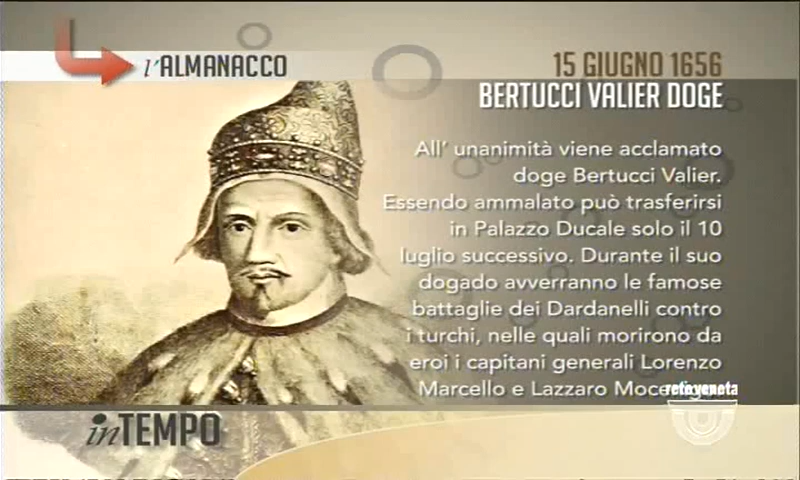 l'ALMANACCO
15 GIUGNO 1656
BERTUCCI VALIER DOGE
All' unanimità viene acclamato
doge Bertucci Valier.
Essendo ammalato può trasferirsi
in Palazzo Ducale solo il 10
luglio successivo. Durante il suo
dogado avverranno le famose
battaglie dei Dardanelli contro
i turchi, nelle quali morirono da
eroi i capitani generali Lorenzo
Marcello e Lazzaro
rete veneta
inTEMPO